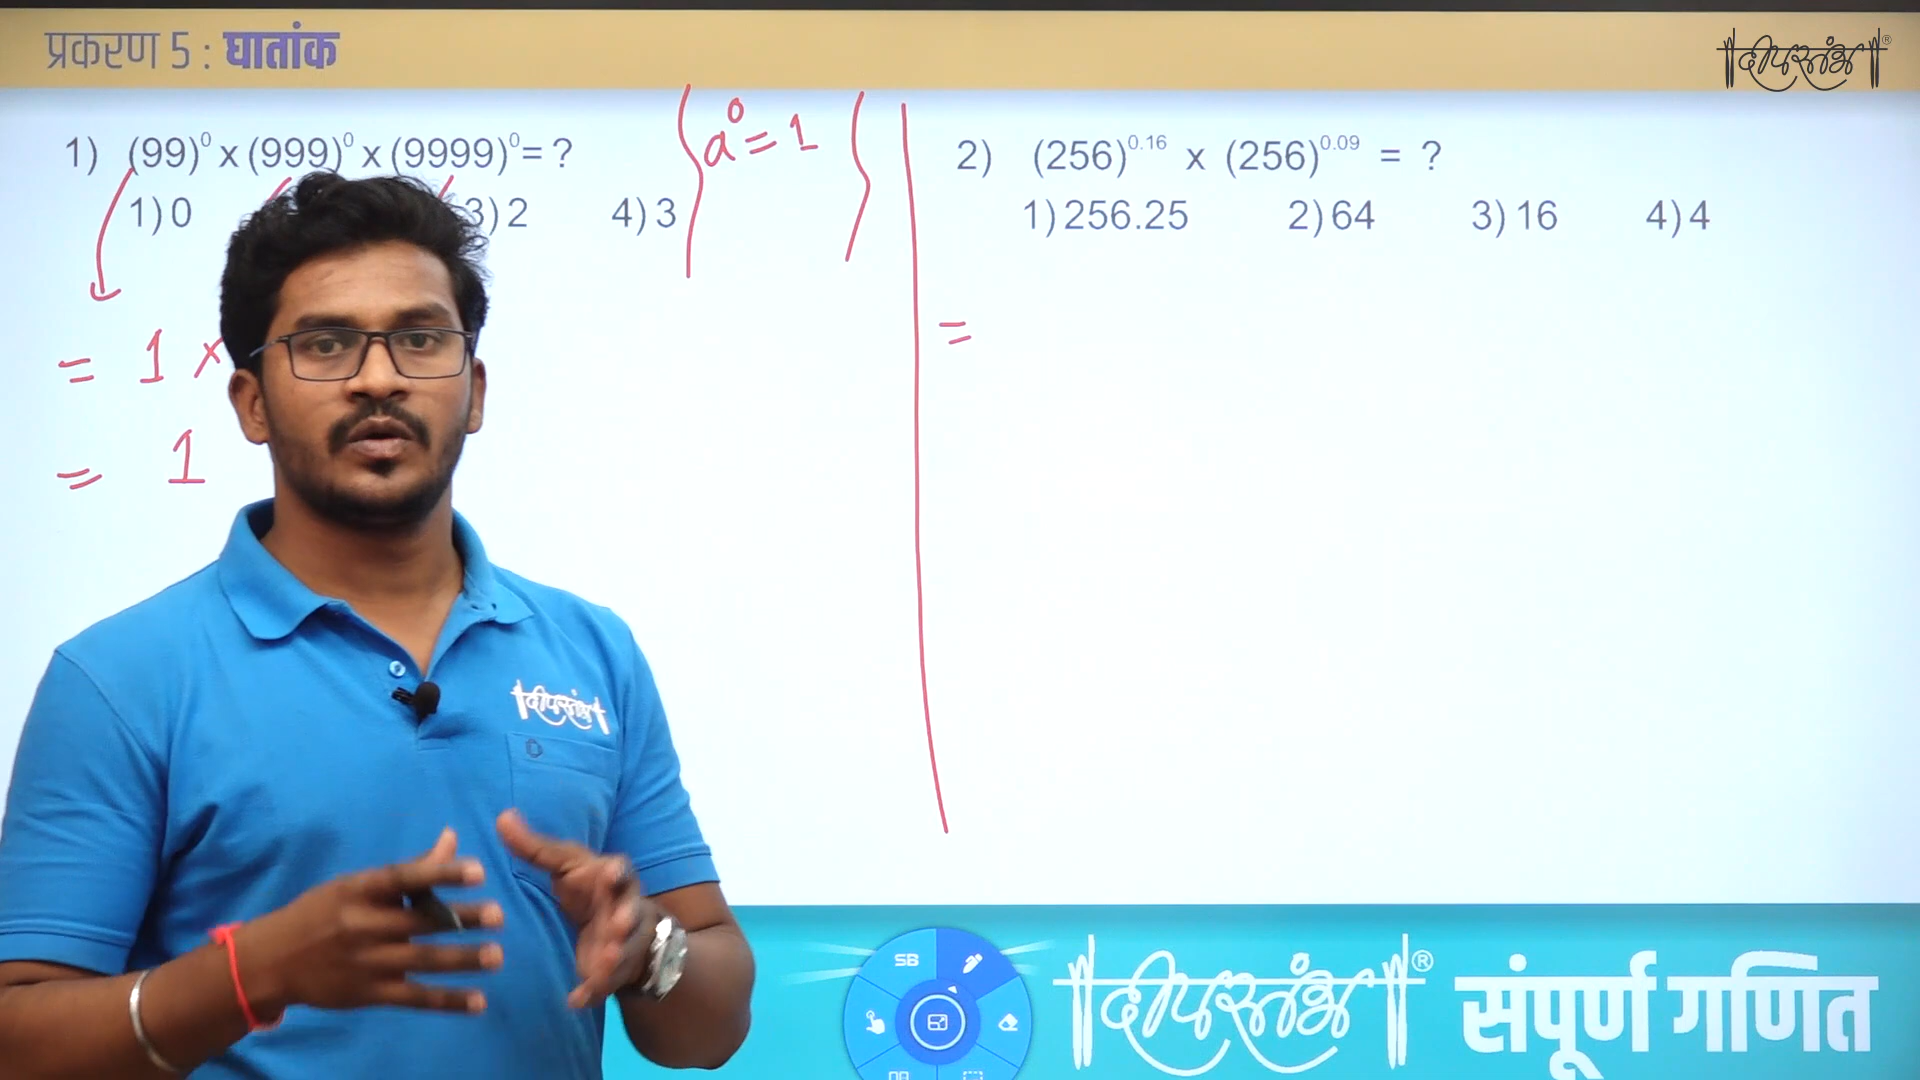 प्रकरण 5 : घातांक
दीपस्तंभ®
1) (99)⁰ x (999)⁰ x (9999)⁰ = ?
1) 0 3) 2 4) 3
a⁰ = 1
= 1 ×
= 1
2) (256)^0.16 x (256)^0.09 = ?
1) 256.25 2) 64 3) 16 4) 4
=
दीपस्तंभ
SB
दीपस्तंभ® संपूर्ण गणित